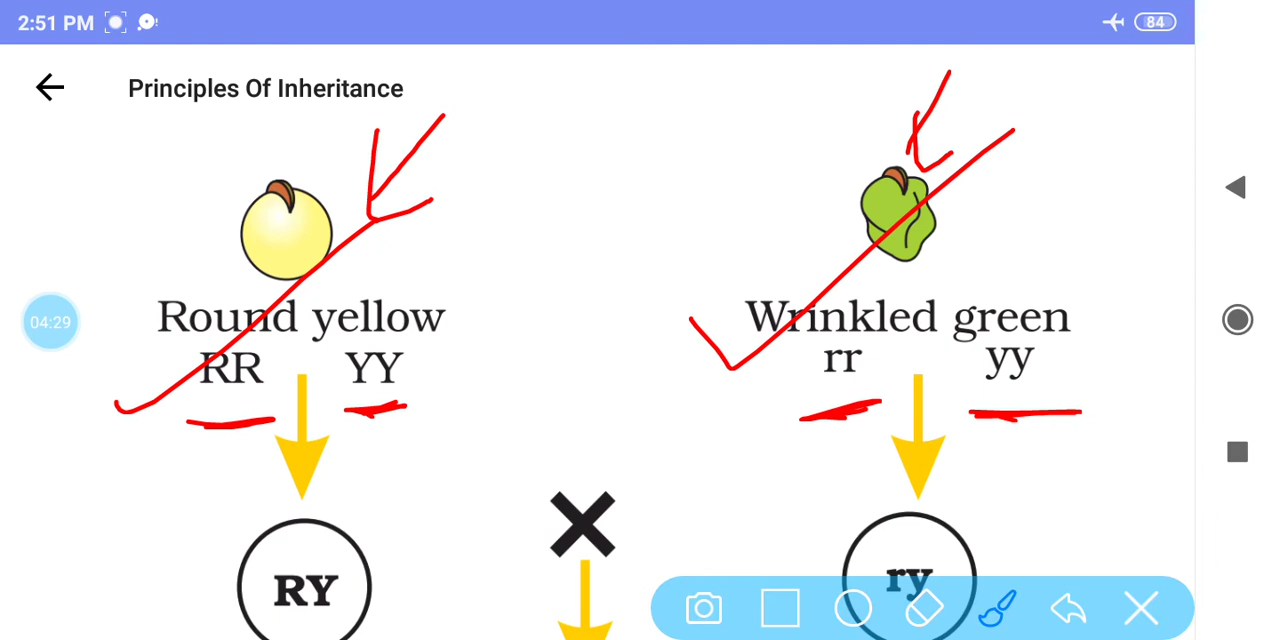 2:51 PM 84
Principles Of Inheritance
Round yellow Wrinkled green
RR YY rr yy
04:29
RY ry